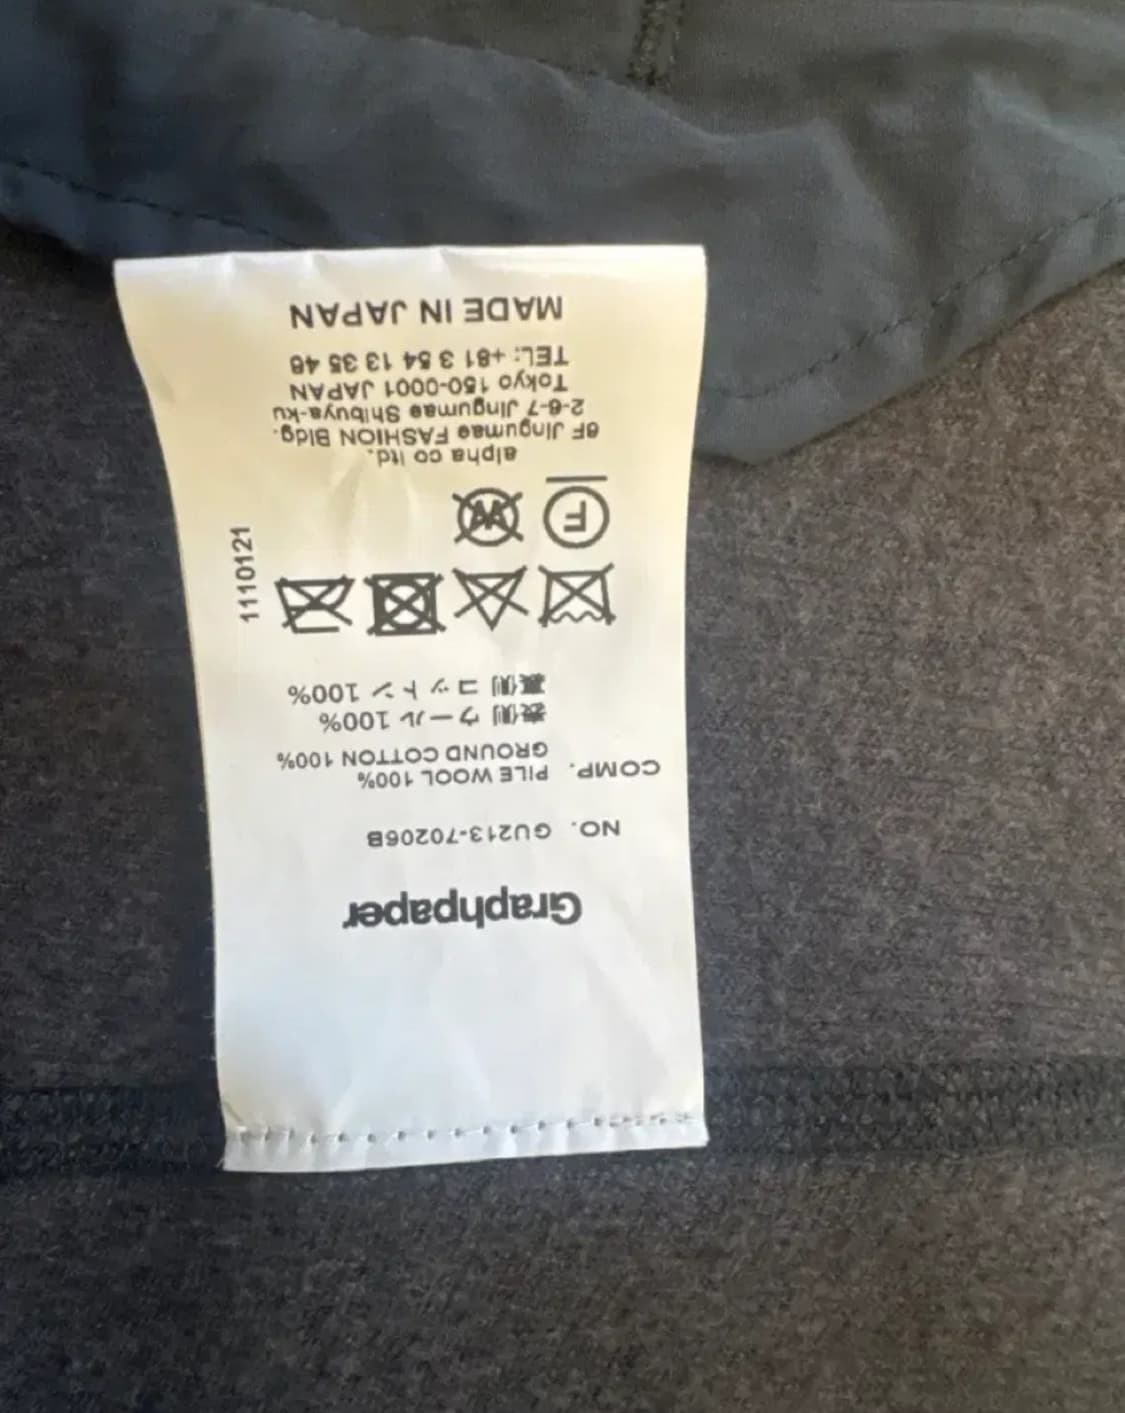 Graphpaper
NO. GU213-70206B
COMP. PILE WOOL 100%
GROUND COTTON 100%
表側 ウール 100%
裏側 コットン 100%
F
W
1110121
alpha co ltd.
6F Jingumae FASHION Bldg.
2-6-7 Jingumae Shibuya-ku
Tokyo 150-0001 JAPAN
TEL: +81 3 54 13 35 46
MADE IN JAPAN